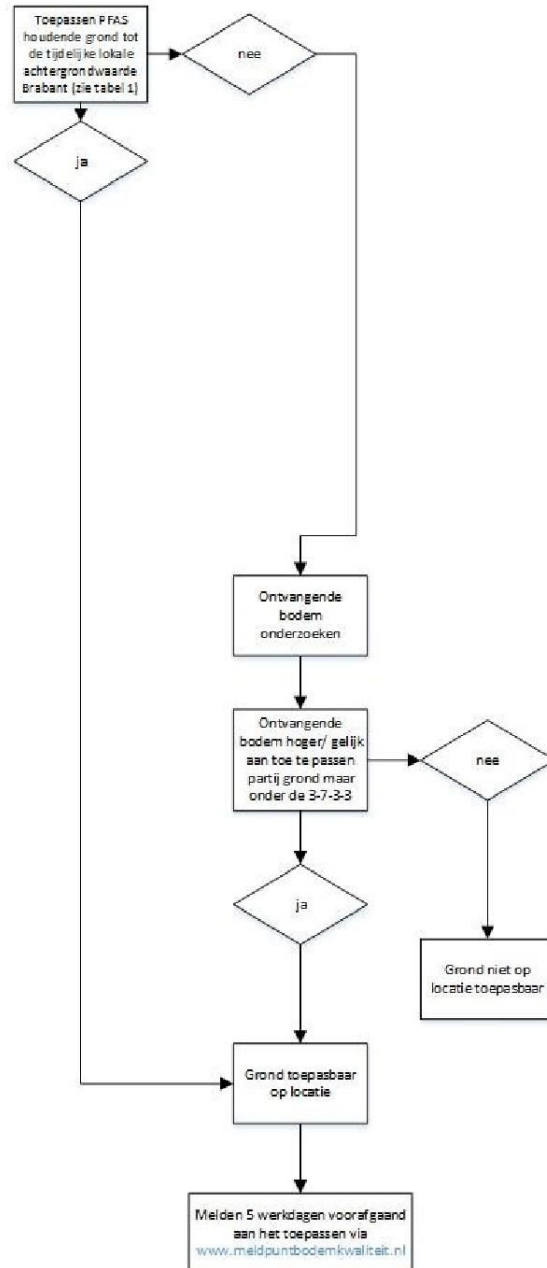 Toepassen PFAS
houdende grond tot
de tijdelijke lokale
achtergrondwaarde
Brabant (zie tabel 1)
nee
ja
Ontvangende
bodem
onderzoeken
Ontvangende
bodem hoger/ gelijk
aan toe te passen
partij grond maar
onder de 3-7-3-3
nee
ja
Grond niet op
locatie toepasbaar
Grond toepasbaar
op locatie
Melden 5 werkdagen voorafgaand
aan het toepassen via
www.meldpuntbodemkwaliteit.nl